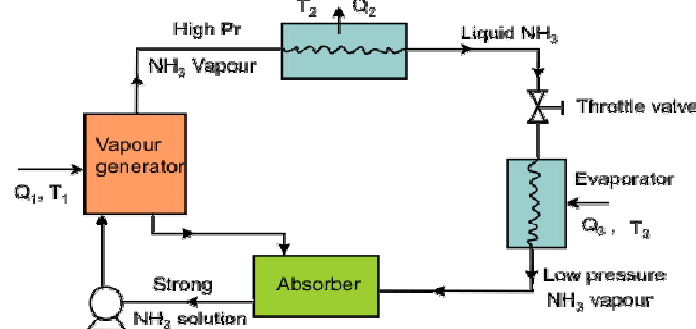 T₂ Q₂
High Pr
NH₃ Vapour
Liquid NH₃
Throttle valve
Vapour
generator
Q₁, T₁
Evaporator
Q₃ , T₃
Absorber
Low pressure
NH₃ vapour
Strong
NH₃ solution